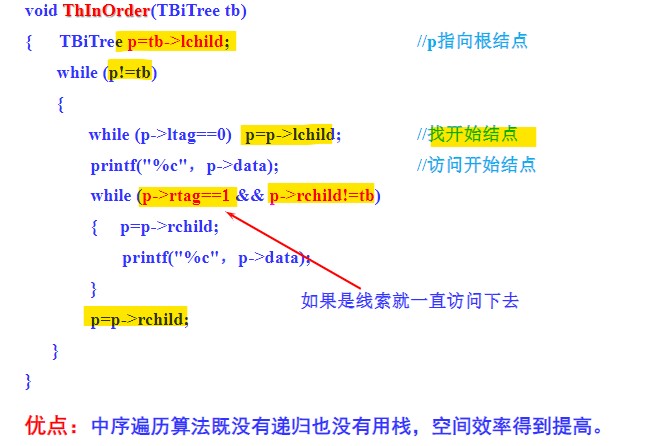 void ThInOrder(TBiTree tb)
{ TBiTree p=tb->lchild; //p指向根结点
while (p!=tb)
{
while (p->ltag==0) p=p->lchild; //找开始结点
printf("%c"，p->data); //访问开始结点
while (p->rtag==1 && p->rchild!=tb)
{ p=p->rchild;
printf("%c"，p->data);
}
如果是线索就一直访问下去
p=p->rchild;
}
}
优点：中序遍历算法既没有递归也没有用栈，空间效率得到提高。